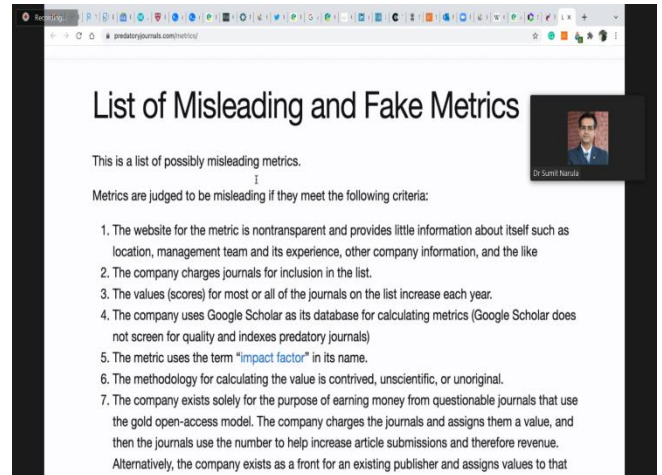 Recording...
predatoryjournals.com/metrics/
List of Misleading and Fake Metrics
Dr Sumit Narula
This is a list of possibly misleading metrics.
Metrics are judged to be misleading if they meet the following criteria:
1. The website for the metric is nontransparent and provides little information about itself such as
location, management team and its experience, other company information, and the like
2. The company charges journals for inclusion in the list.
3. The values (scores) for most or all of the journals on the list increase each year.
4. The company uses Google Scholar as its database for calculating metrics (Google Scholar does
not screen for quality and indexes predatory journals)
5. The metric uses the term “impact factor” in its name.
6. The methodology for calculating the value is contrived, unscientific, or unoriginal.
7. The company exists solely for the purpose of earning money from questionable journals that use
the gold open-access model. The company charges the journals and assigns them a value, and
then the journals use the number to help increase article submissions and therefore revenue.
Alternatively, the company exists as a front for an existing publisher and assigns values to that